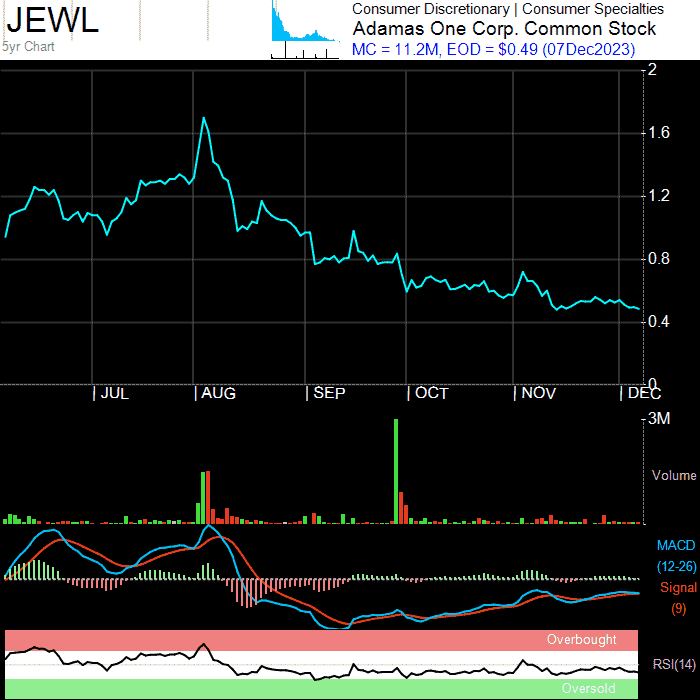 JEWL
5yr Chart
Consumer Discretionary | Consumer Specialties
Adamas One Corp. Common Stock
MC = 11.2M, EOD = $0.49 (07Dec2023)
2
1.6
1.2
0.8
0.4
0
| JUL | AUG | SEP | OCT | NOV | DEC
3M
Volume
MACD
(12-26)
Signal
(9)
Overbought
RSI(14)
Oversold